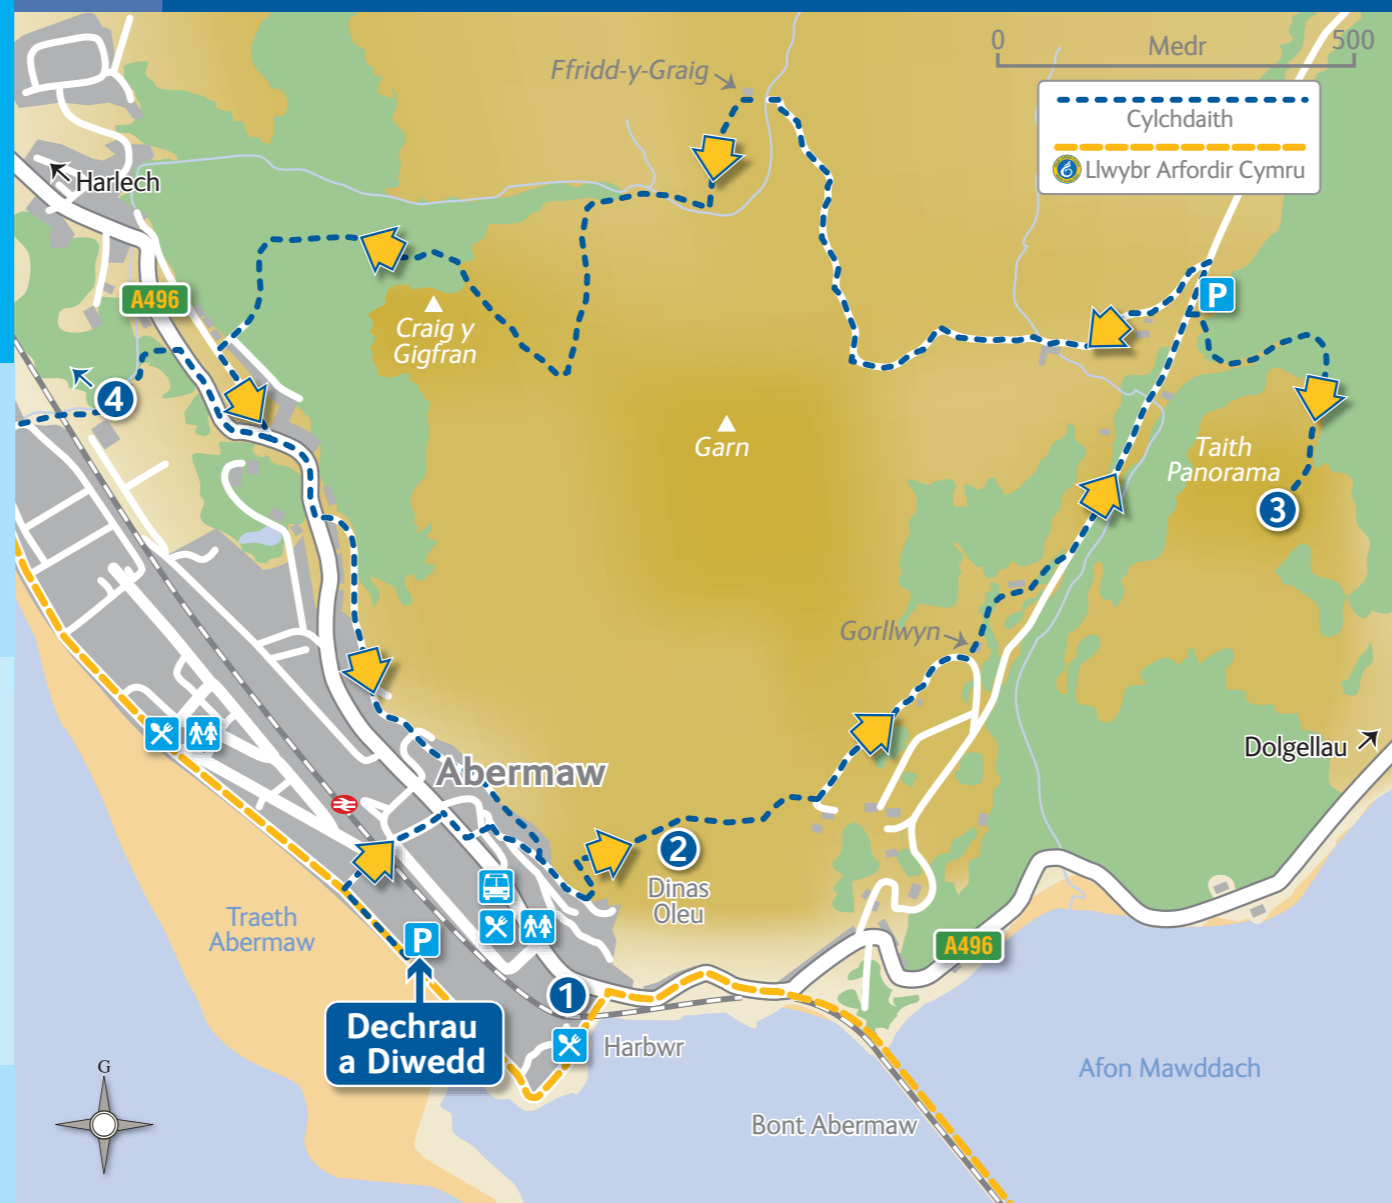 0
Medr
500
Ffridd-y-Graig
Cylchdaith
Llwybr Arfordir Cymru
Harlech
A496
P
Craig y
Gigfran
4
Garn
Taith
Panorama
3
Gorllwyn
Dolgellau
Abermaw
2
Dinas
Oleu
Traeth
Abermaw
P
A496
1
Dechrau
a Diwedd
Harbwr
G
Afon Mawddach
Bont Abermaw